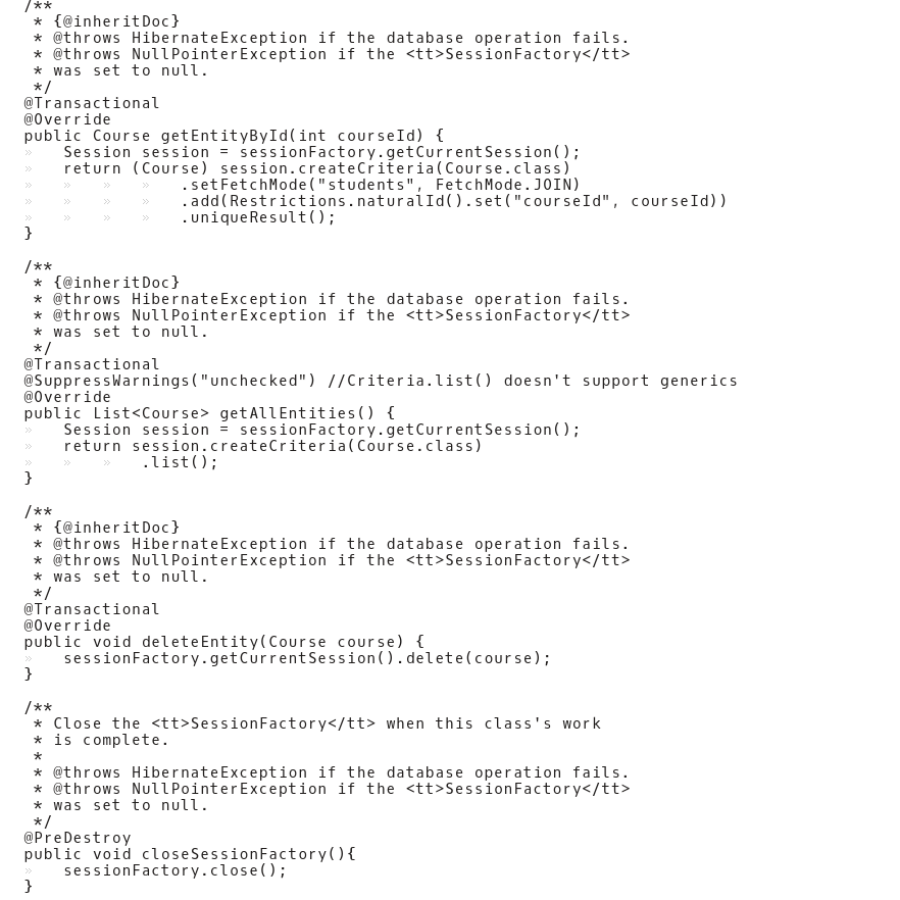 /**
 * {@inheritDoc}
 * @throws HibernateException if the database operation fails.
 * @throws NullPointerException if the <tt>SessionFactory</tt>
 * was set to null.
 */
@Transactional
@Override
public Course getEntityById(int courseId) {
»   Session session = sessionFactory.getCurrentSession();
»   return (Course) session.createCriteria(Course.class)
»   »   »   »   .setFetchMode("students", FetchMode.JOIN)
»   »   »   »   .add(Restrictions.naturalId().set("courseId", courseId))
»   »   »   »   .uniqueResult();
}

/**
 * {@inheritDoc}
 * @throws HibernateException if the database operation fails.
 * @throws NullPointerException if the <tt>SessionFactory</tt>
 * was set to null.
 */
@Transactional
@SuppressWarnings("unchecked") //Criteria.list() doesn't support generics
@Override
public List<Course> getAllEntities() {
»   Session session = sessionFactory.getCurrentSession();
»   return session.createCriteria(Course.class)
»   »   »   .list();
}

/**
 * {@inheritDoc}
 * @throws HibernateException if the database operation fails.
 * @throws NullPointerException if the <tt>SessionFactory</tt>
 * was set to null.
 */
@Transactional
@Override
public void deleteEntity(Course course) {
»   sessionFactory.getCurrentSession().delete(course);
}

/**
 * Close the <tt>SessionFactory</tt> when this class's work
 * is complete.
 *
 * @throws HibernateException if the database operation fails.
 * @throws NullPointerException if the <tt>SessionFactory</tt>
 * was set to null.
 */
@PreDestroy
public void closeSessionFactory(){
»   sessionFactory.close();
}